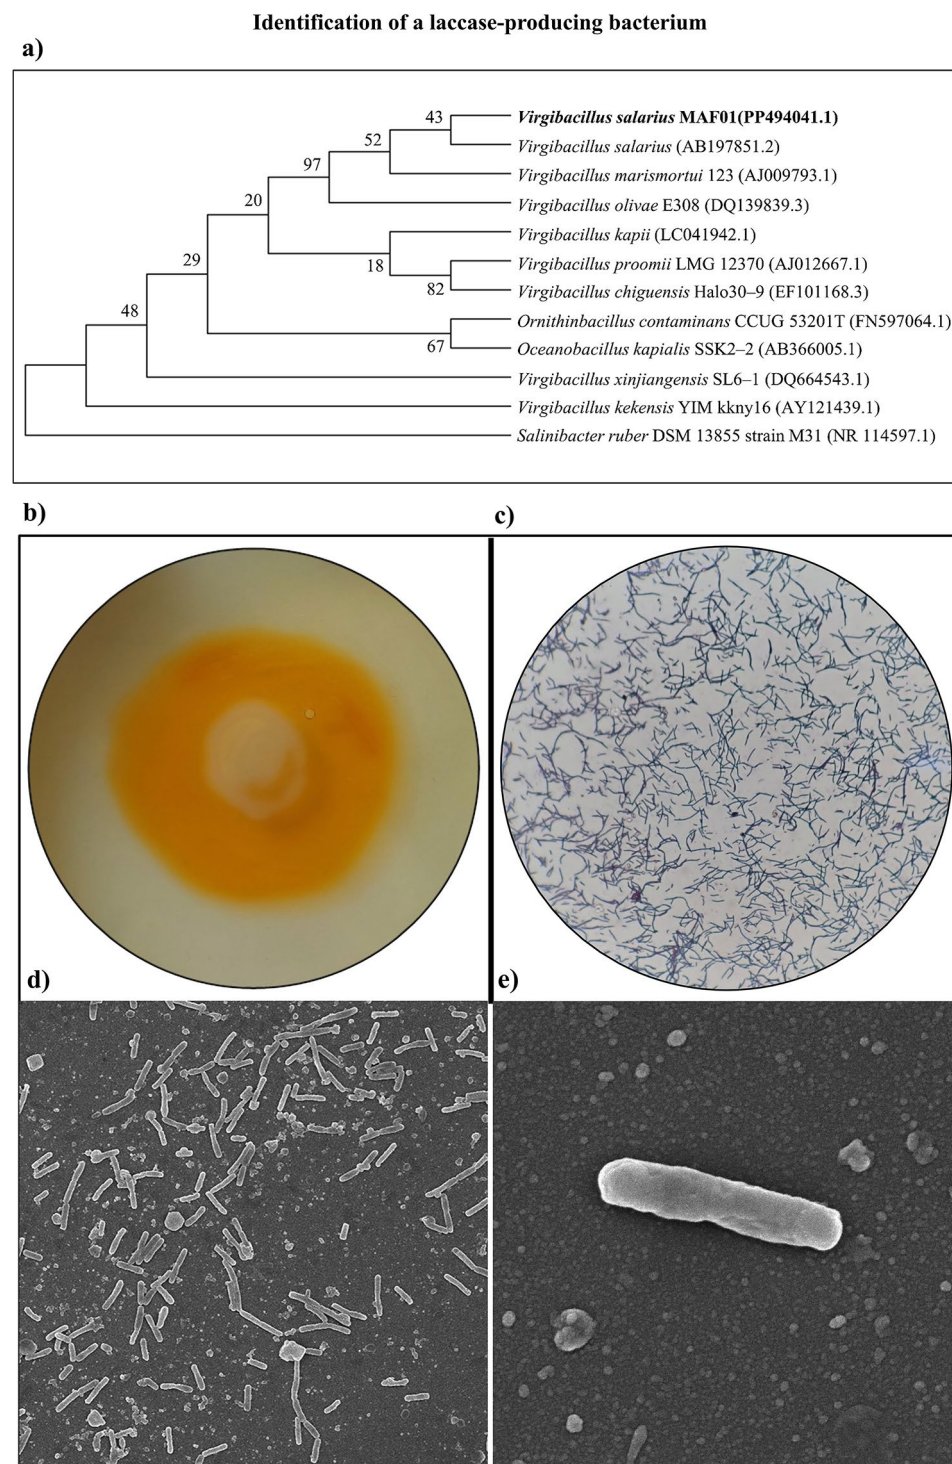 Identification of a laccase-producing bacterium
a)
43
Virgibacillus salarius MAF01(PP494041.1)
52
Virgibacillus salarius (AB197851.2)
97
Virgibacillus marismortui 123 (AJ009793.1)
20
Virgibacillus olivae E308 (DQ139839.3)
Virgibacillus kapii (LC041942.1)
29
18
Virgibacillus proomii LMG 12370 (AJ012667.1)
82
Virgibacillus chiguensis Halo30–9 (EF101168.3)
48
Ornithinbacillus contaminans CCUG 53201T (FN597064.1)
67
Oceanobacillus kapialis SSK2–2 (AB366005.1)
Virgibacillus xinjiangensis SL6–1 (DQ664543.1)
Virgibacillus kekensis YIM kkny16 (AY121439.1)
Salinibacter ruber DSM 13855 strain M31 (NR 114597.1)
b)
c)
d)
e)